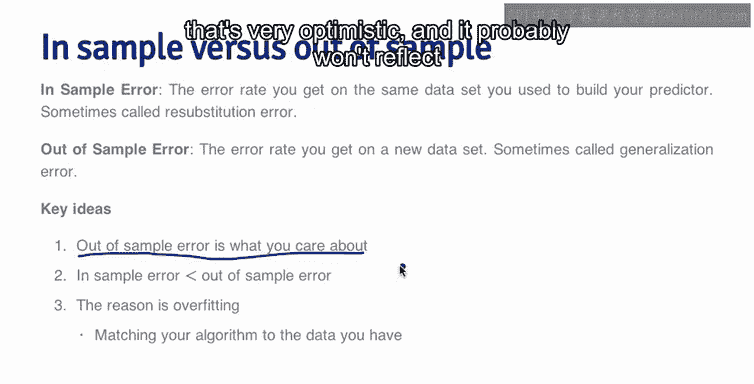 that's very optimistic, and it probably
won't reflect
In sample versus out of sample
In Sample Error: The error rate you get on the same data set you used to build your predictor.
Sometimes called resubstitution error.
Out of Sample Error: The error rate you get on a new data set. Sometimes called generalization
error.
Key ideas
1. Out of sample error is what you care about
2. In sample error < out of sample error
3. The reason is overfitting
· Matching your algorithm to the data you have